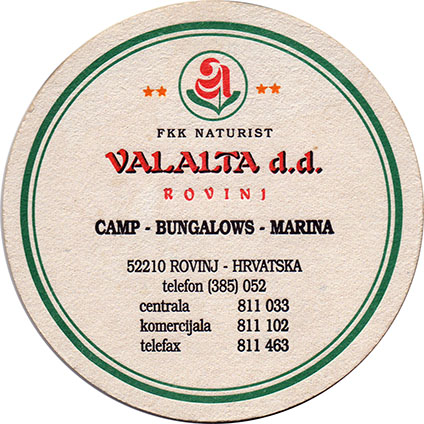 FKK NATURIST
VALALTA d.d.
ROVINJ
CAMP - BUNGALOWS - MARINA
52210 ROVINJ - HRVATSKA
telefon (385) 052
centrala 811 033
komercijala 811 102
telefax 811 463